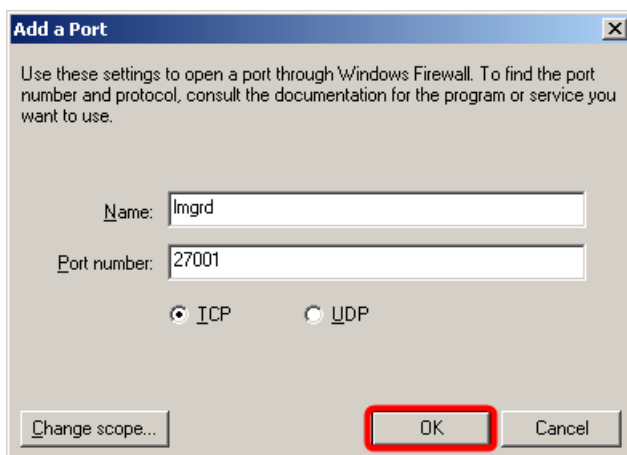 Add a Port
Use these settings to open a port through Windows Firewall. To find the port
number and protocol, consult the documentation for the program or service you
want to use.
Name: lmgrd
Port number: 27001
TCP UDP
Change scope... OK Cancel